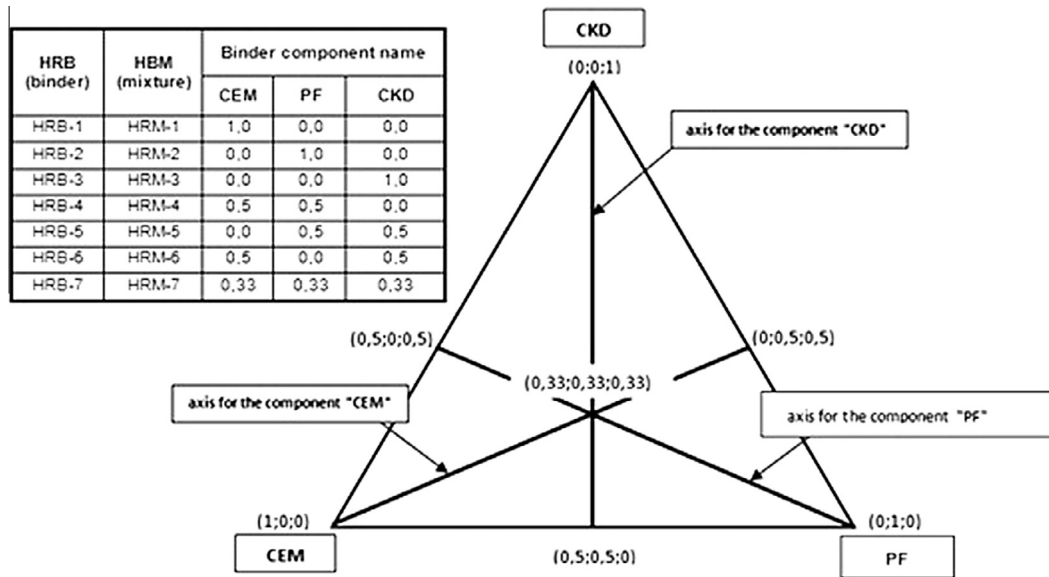 HRB (binder) HBM (mixture) Binder component name
CEM PF CKD
HRB-1 HRM-1 1,0 0,0 0,0
HRB-2 HRM-2 0,0 1,0 0,0
HRB-3 HRM-3 0,0 0,0 1,0
HRB-4 HRM-4 0,5 0,5 0,0
HRB-5 HRM-5 0,0 0,5 0,5
HRB-6 HRM-6 0,5 0,0 0,5
HRB-7 HRM-7 0,33 0,33 0,33
CKD
(0;0;1)
axis for the component "CKD"
(0,5;0;0,5)
(0;0,5;0,5)
(0,33;0,33;0,33)
axis for the component "CEM"
axis for the component "PF"
(1;0;0)
(0;1;0)
CEM
(0,5;0,5;0)
PF